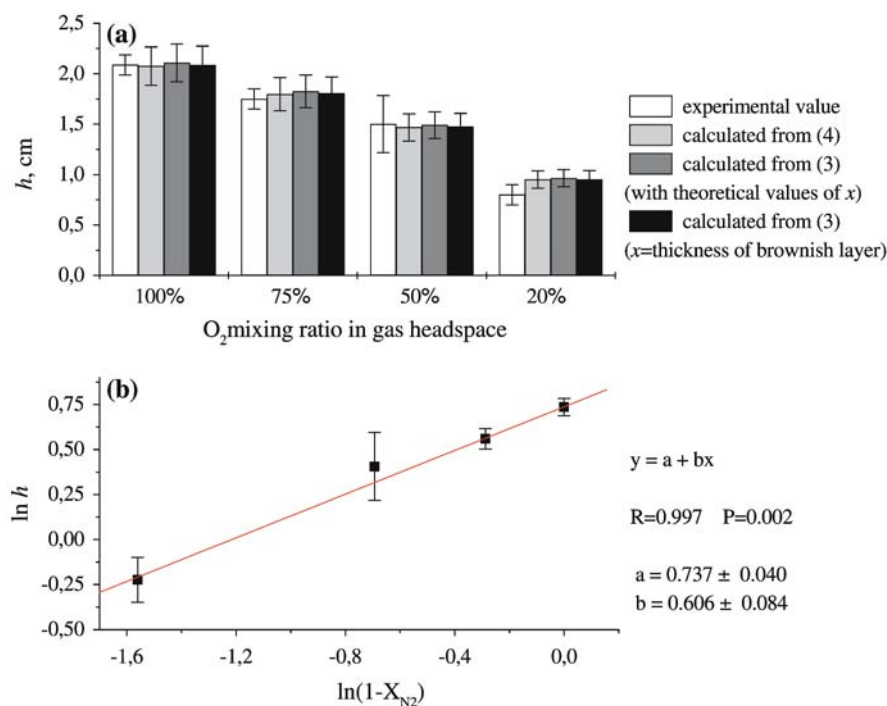 (a)
2,5
2,0
1,5
1,0
0,5
0,0
h, cm
100% 75% 50% 20%
O₂mixing ratio in gas headspace
experimental value
calculated from (4)
calculated from (3)
(with theoretical values of x)
calculated from (3)
(x=thickness of brownish layer)
(b)
0,75
0,50
0,25
0,00
-0,25
-0,50
ln h
-1,6 -1,2 -0,8 -0,4 0,0
ln(1-X_N2)
y = a + bx
R=0.997 P=0.002
a = 0.737 ± 0.040
b = 0.606 ± 0.084